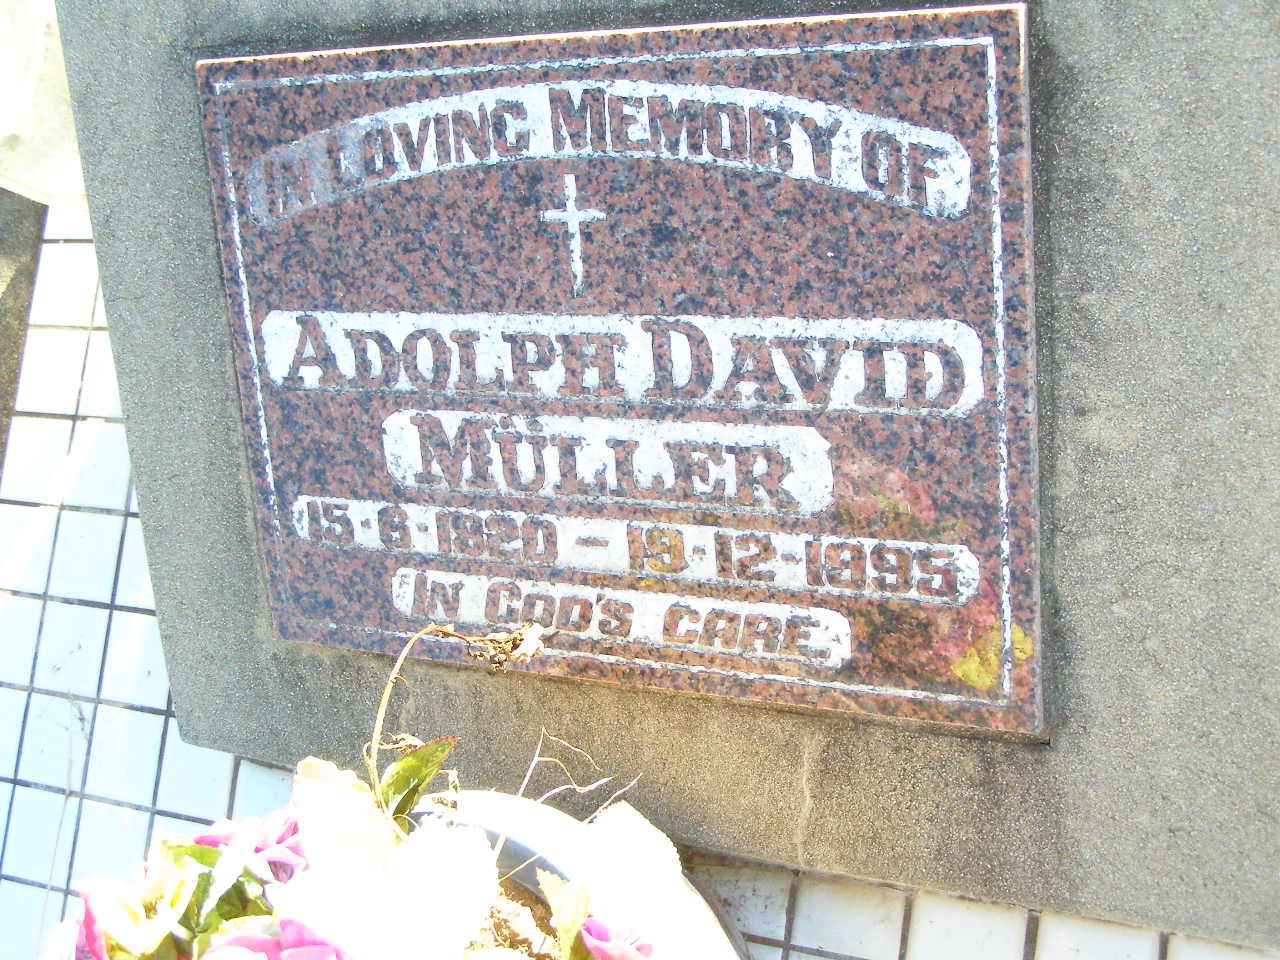 IN LOVING MEMORY OF
ADOLPH DAVID
MÜLLER
15·6·1920 – 19·12·1995
IN GOD'S CARE